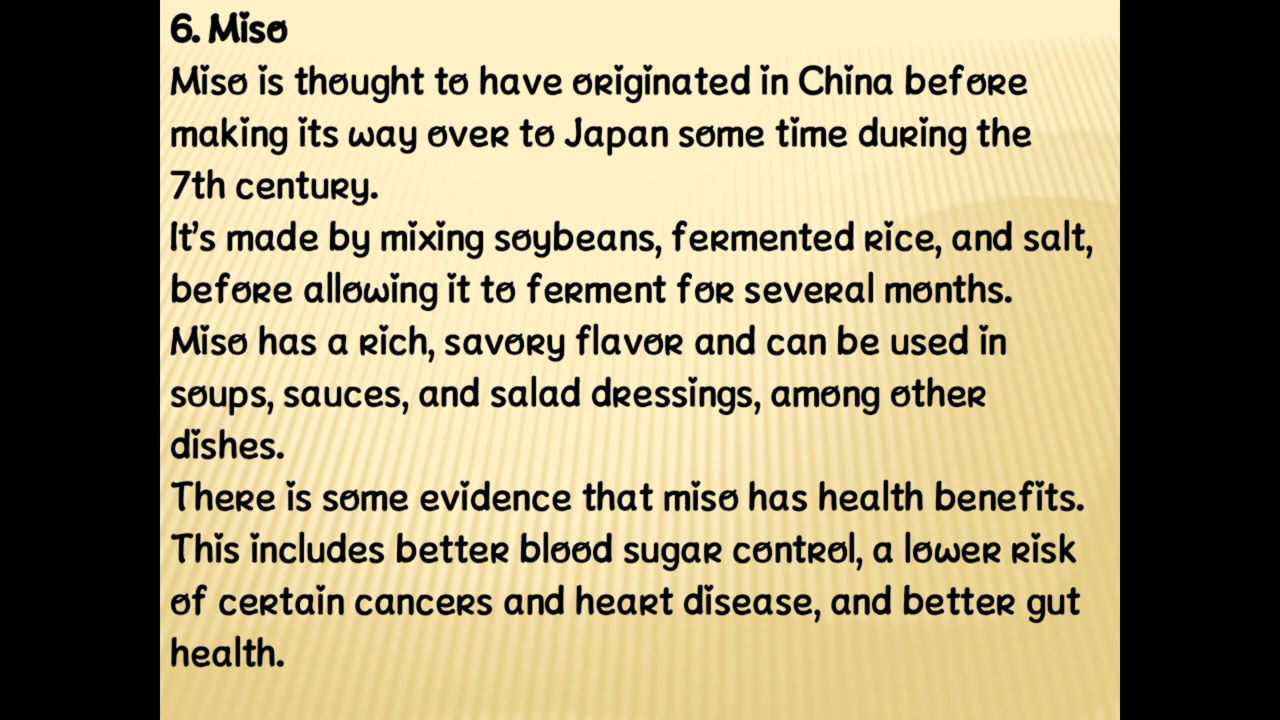 6. Miso
Miso is thought to have originated in China before
making its way over to Japan some time during the
7th century.
It’s made by mixing soybeans, fermented rice, and salt,
before allowing it to ferment for several months.
Miso has a rich, savory flavor and can be used in
soups, sauces, and salad dressings, among other
dishes.
There is some evidence that miso has health benefits.
This includes better blood sugar control, a lower risk
of certain cancers and heart disease, and better gut
health.